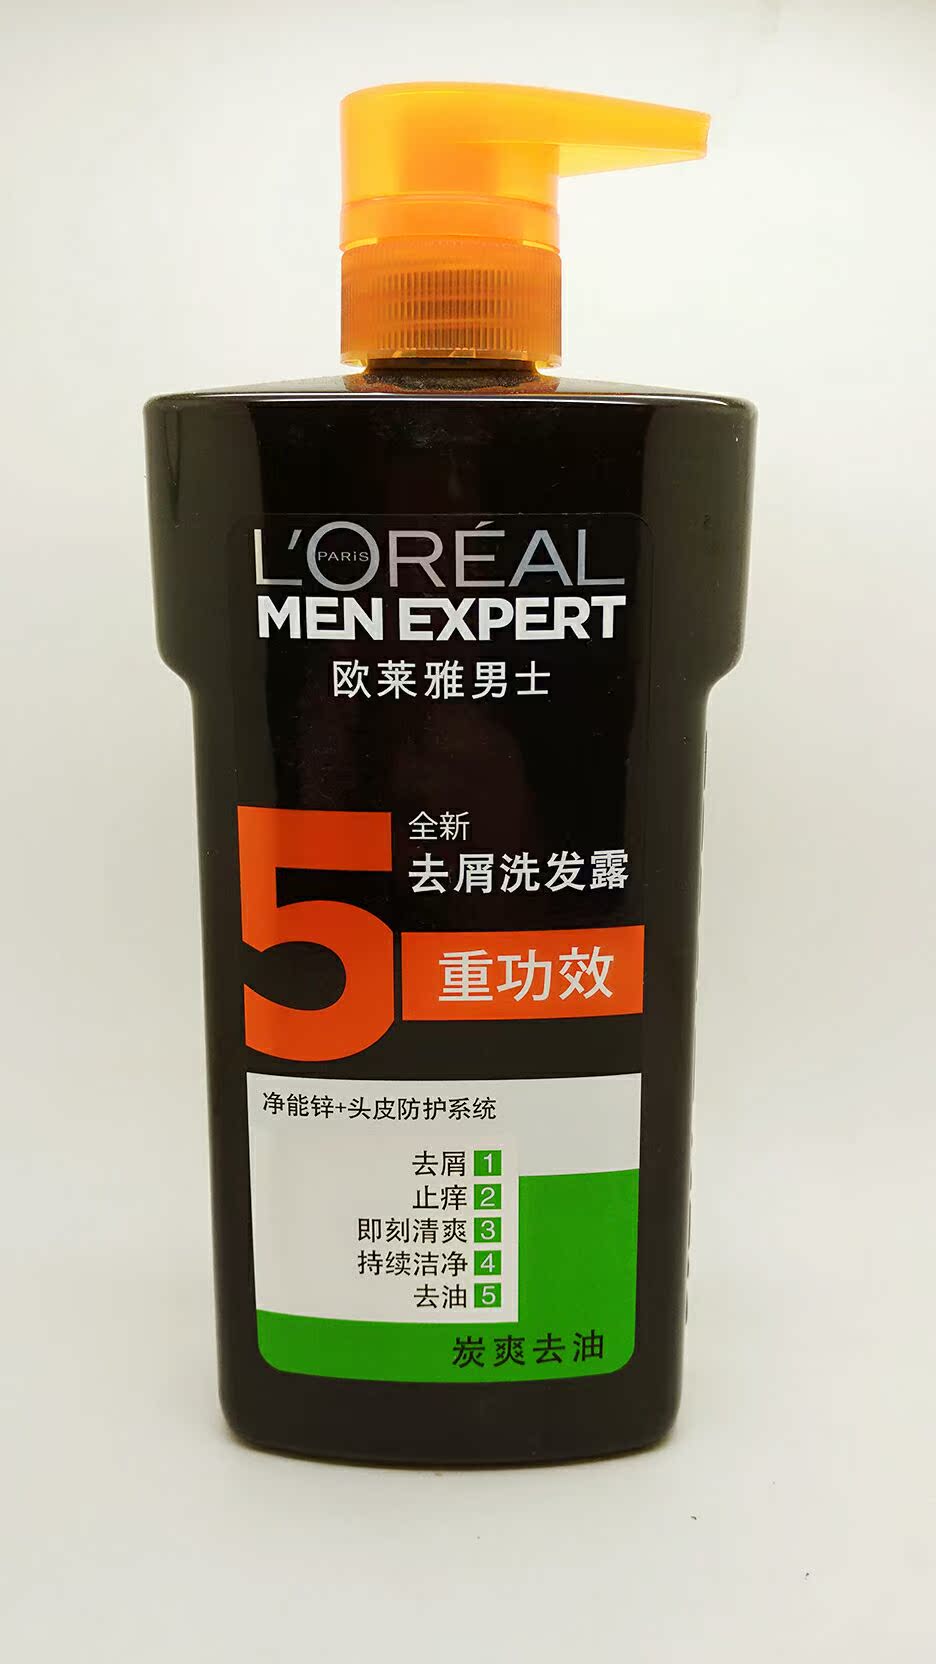 L'ORÉAL
PARiS
MEN EXPERT
欧莱雅男士
全新
去屑洗发露
5重功效
净能锌+头皮防护系统
去屑 1
止痒 2
即刻清爽 3
持续洁净 4
去油 5
炭爽去油